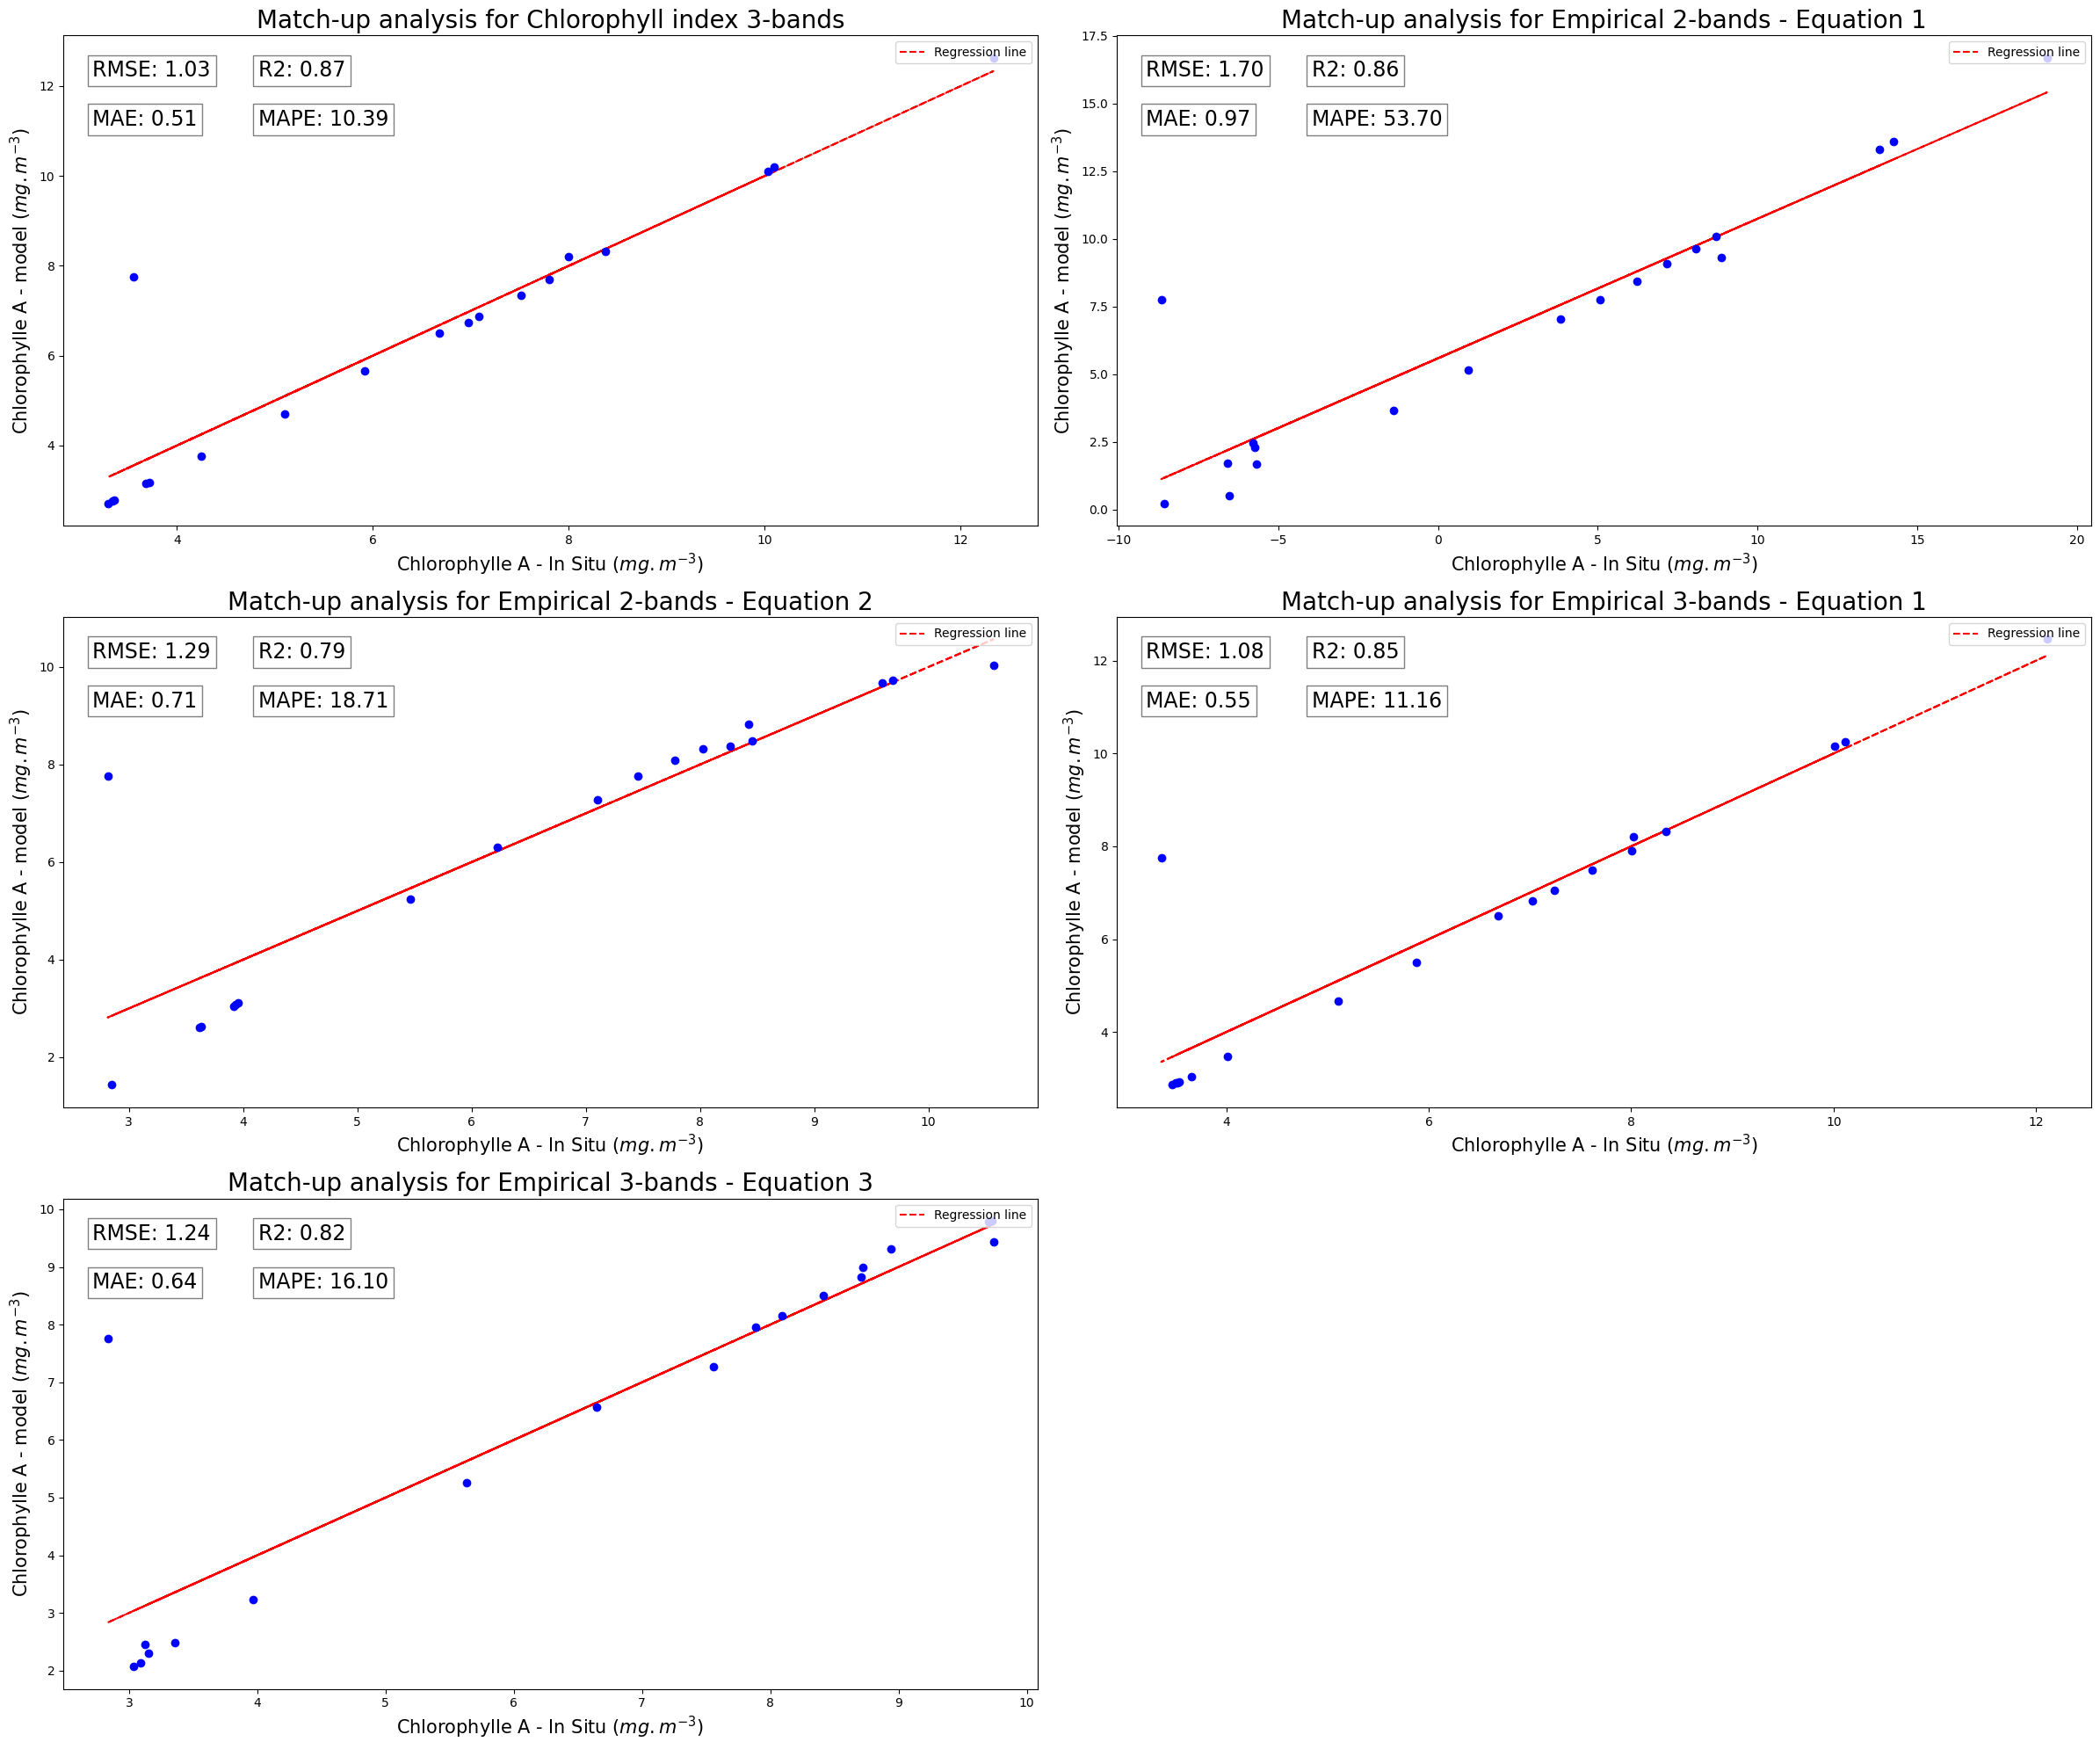 Match-up analysis for Chlorophyll index 3-bands
RMSE: 1.03 R2: 0.87
MAE: 0.51 MAPE: 10.39
Regression line
Chlorophylle A - model (mg.m⁻³)
12
10
8
6
4
4 6 8 10 12
Chlorophylle A - In Situ (mg.m⁻³)
Match-up analysis for Empirical 2-bands - Equation 1
RMSE: 1.70 R2: 0.86
MAE: 0.97 MAPE: 53.70
Regression line
Chlorophylle A - model (mg.m⁻³)
17.5
15.0
12.5
10.0
7.5
5.0
2.5
0.0
−10 −5 0 5 10 15 20
Chlorophylle A - In Situ (mg.m⁻³)
Match-up analysis for Empirical 2-bands - Equation 2
RMSE: 1.29 R2: 0.79
MAE: 0.71 MAPE: 18.71
Regression line
Chlorophylle A - model (mg.m⁻³)
10
8
6
4
2
3 4 5 6 7 8 9 10
Chlorophylle A - In Situ (mg.m⁻³)
Match-up analysis for Empirical 3-bands - Equation 1
RMSE: 1.08 R2: 0.85
MAE: 0.55 MAPE: 11.16
Regression line
Chlorophylle A - model (mg.m⁻³)
12
10
8
6
4
4 6 8 10 12
Chlorophylle A - In Situ (mg.m⁻³)
Match-up analysis for Empirical 3-bands - Equation 3
RMSE: 1.24 R2: 0.82
MAE: 0.64 MAPE: 16.10
Regression line
Chlorophylle A - model (mg.m⁻³)
10
9
8
7
6
5
4
3
2
3 4 5 6 7 8 9 10
Chlorophylle A - In Situ (mg.m⁻³)